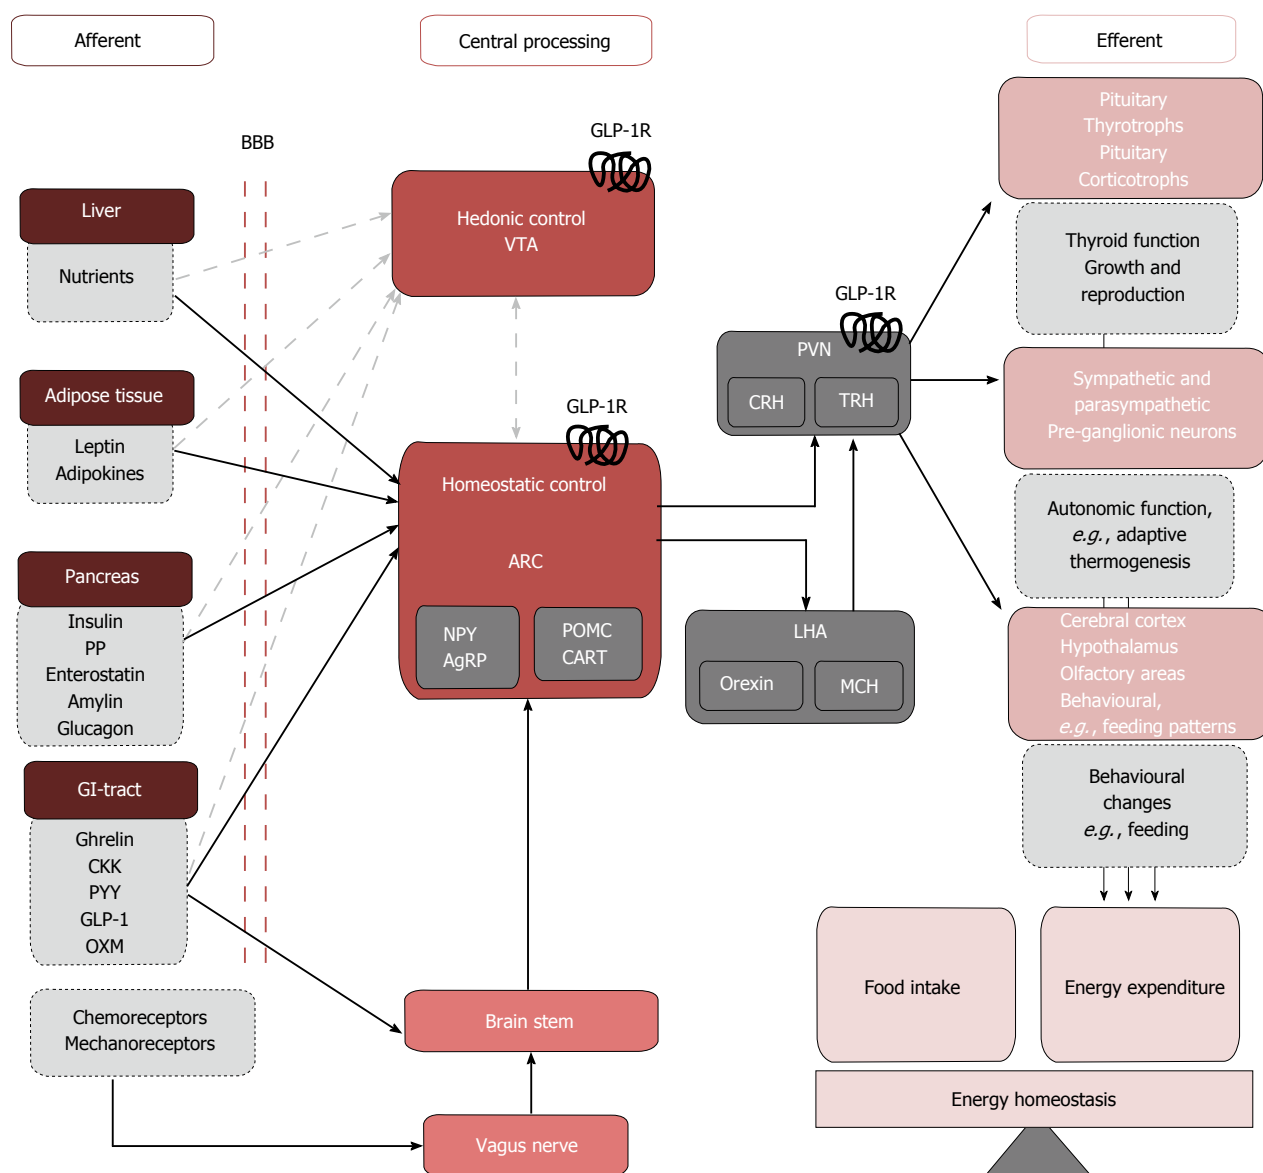 Afferent
Central processing
Efferent
BBB
Liver
Nutrients
Adipose tissue
Leptin
Adipokines
Pancreas
Insulin
PP
Enterostatin
Amylin
Glucagon
GI-tract
Ghrelin
CKK
PYY
GLP-1
OXM
Chemoreceptors
Mechanoreceptors
GLP-1R
Hedonic control
VTA
GLP-1R
Homeostatic control
ARC
NPY
AgRP
POMC
CART
Brain stem
Vagus nerve
GLP-1R
PVN
CRH
TRH
LHA
Orexin
MCH
Pituitary
Thyrotrophs
Pituitary
Corticotrophs
Thyroid function
Growth and
reproduction
Sympathetic and
parasympathetic
Pre-ganglionic neurons
Autonomic function,
e.g., adaptive
thermogenesis
Cerebral cortex
Hypothalamus
Olfactory areas
Behavioural,
e.g., feeding patterns
Behavioural
changes
e.g., feeding
Food intake
Energy expenditure
Energy homeostasis